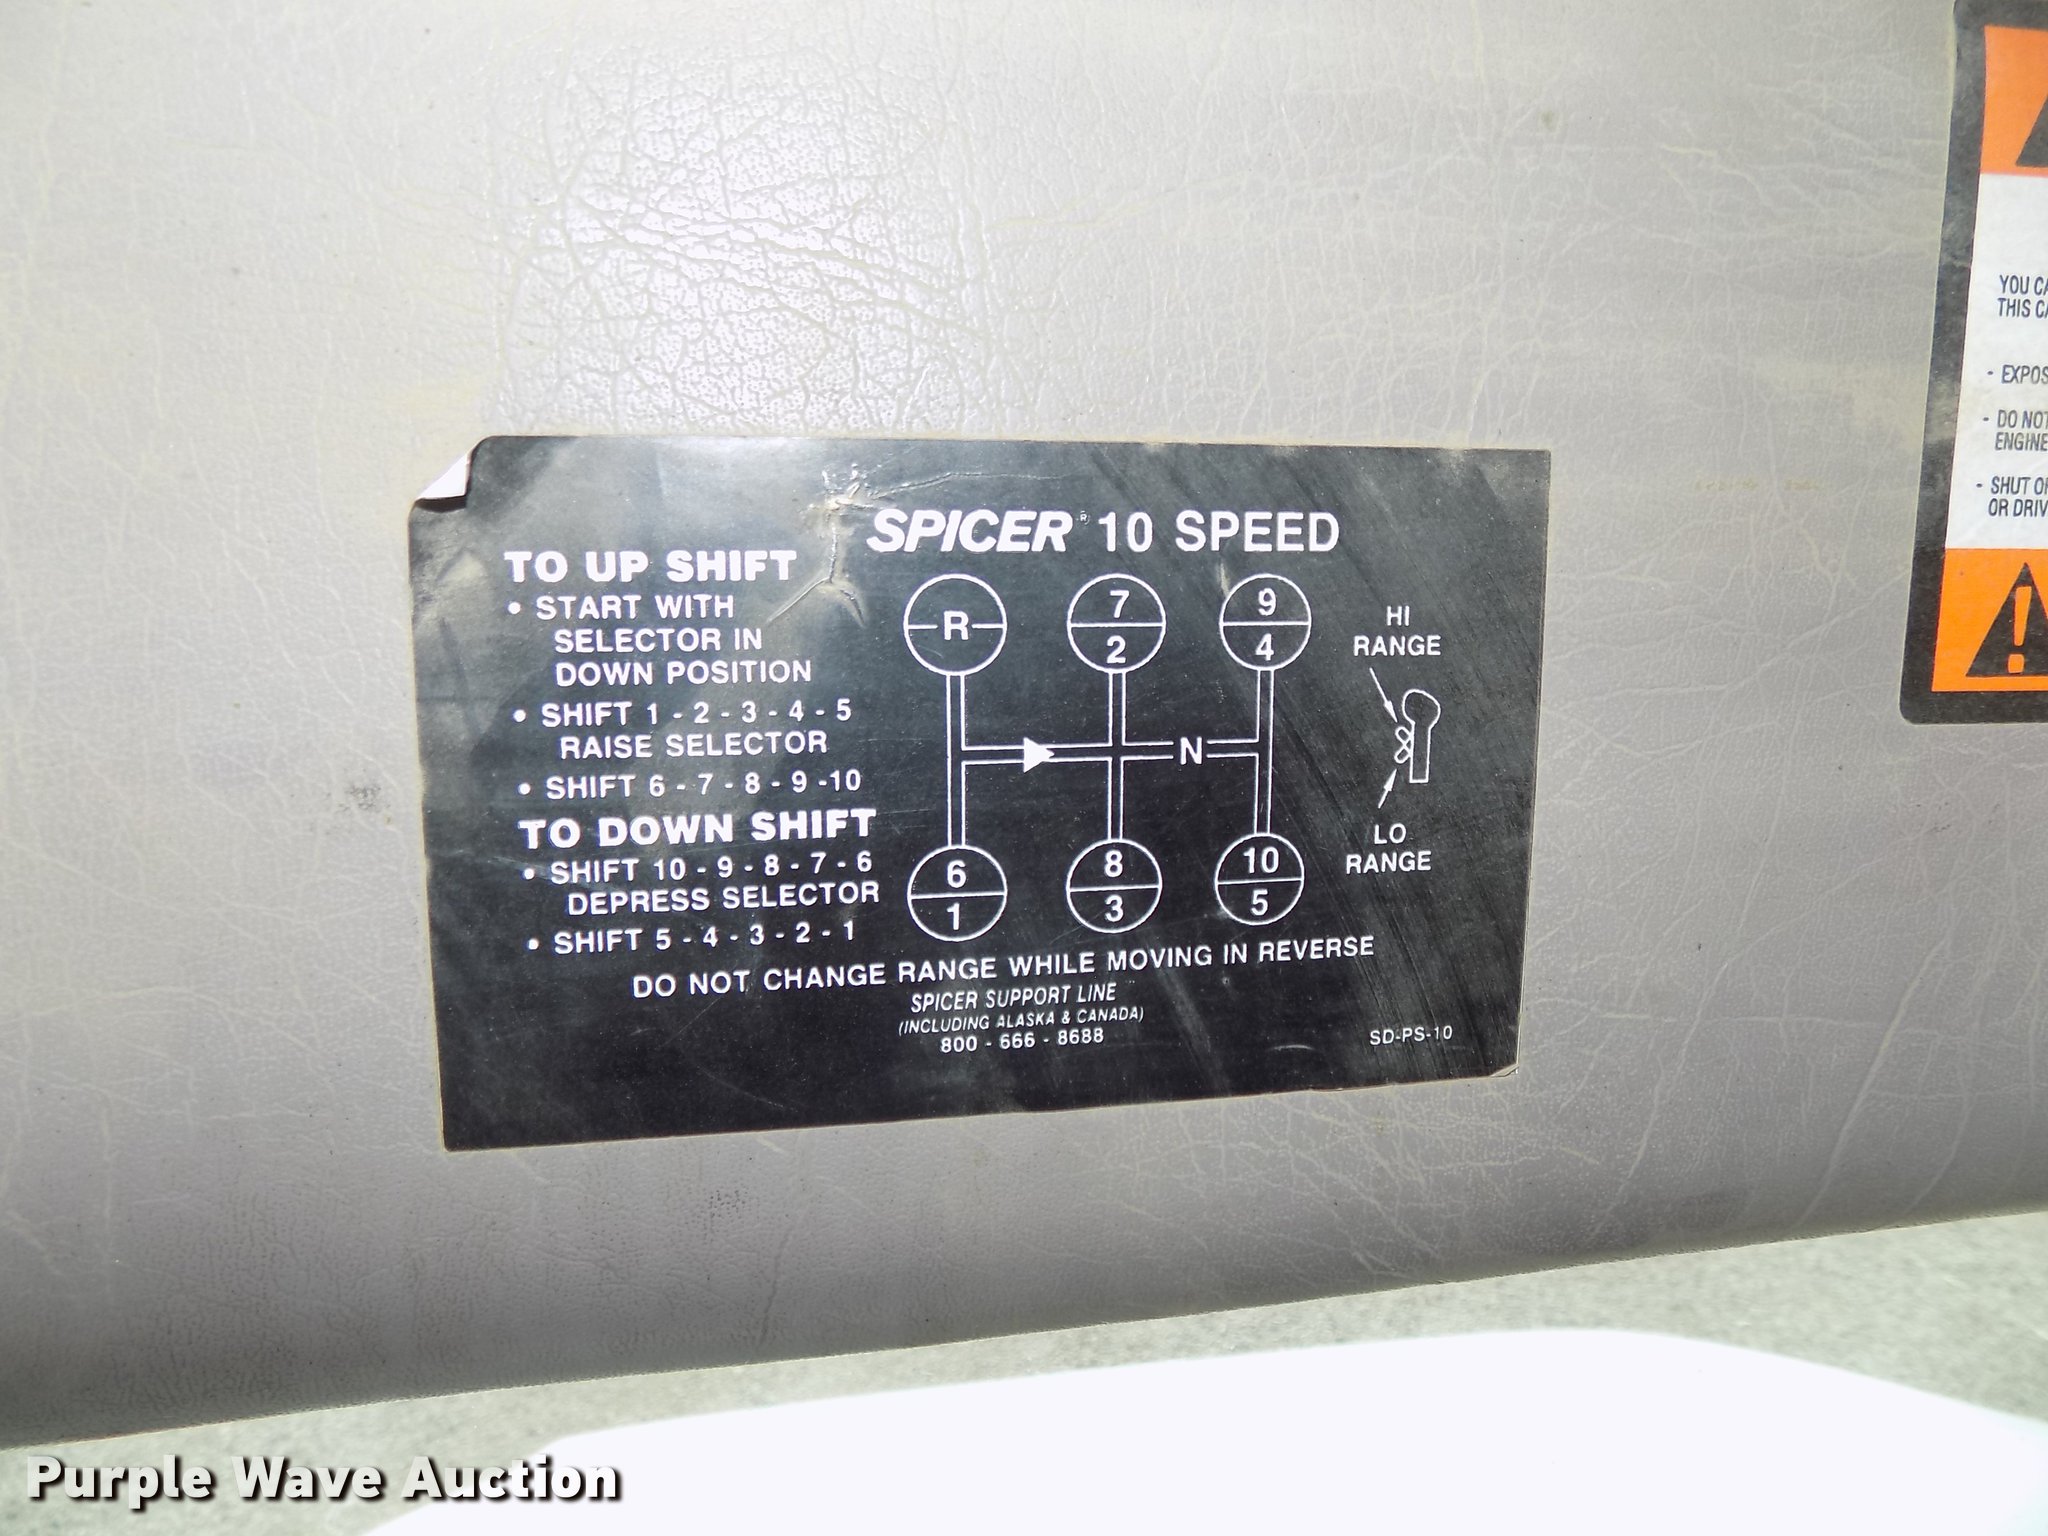 SPICER® 10 SPEED
TO UP SHIFT
• START WITH
SELECTOR IN
DOWN POSITION
• SHIFT 1 - 2 - 3 - 4 - 5
RAISE SELECTOR
• SHIFT 6 - 7 - 8 - 9 -10
TO DOWN SHIFT
• SHIFT 10 - 9 - 8 - 7 - 6
DEPRESS SELECTOR
• SHIFT 5 - 4 - 3 - 2 - 1
R
7
2
9
4
N
6
1
8
3
10
5
HI
RANGE
LO
RANGE
DO NOT CHANGE RANGE WHILE MOVING IN REVERSE
SPICER SUPPORT LINE
(INCLUDING ALASKA & CANADA)
800 - 666 - 8688
SD-PS-10
YOU
THIS
-
- DO NOT
ENGINE
- SHUT
OR
!
Purple Wave Auction